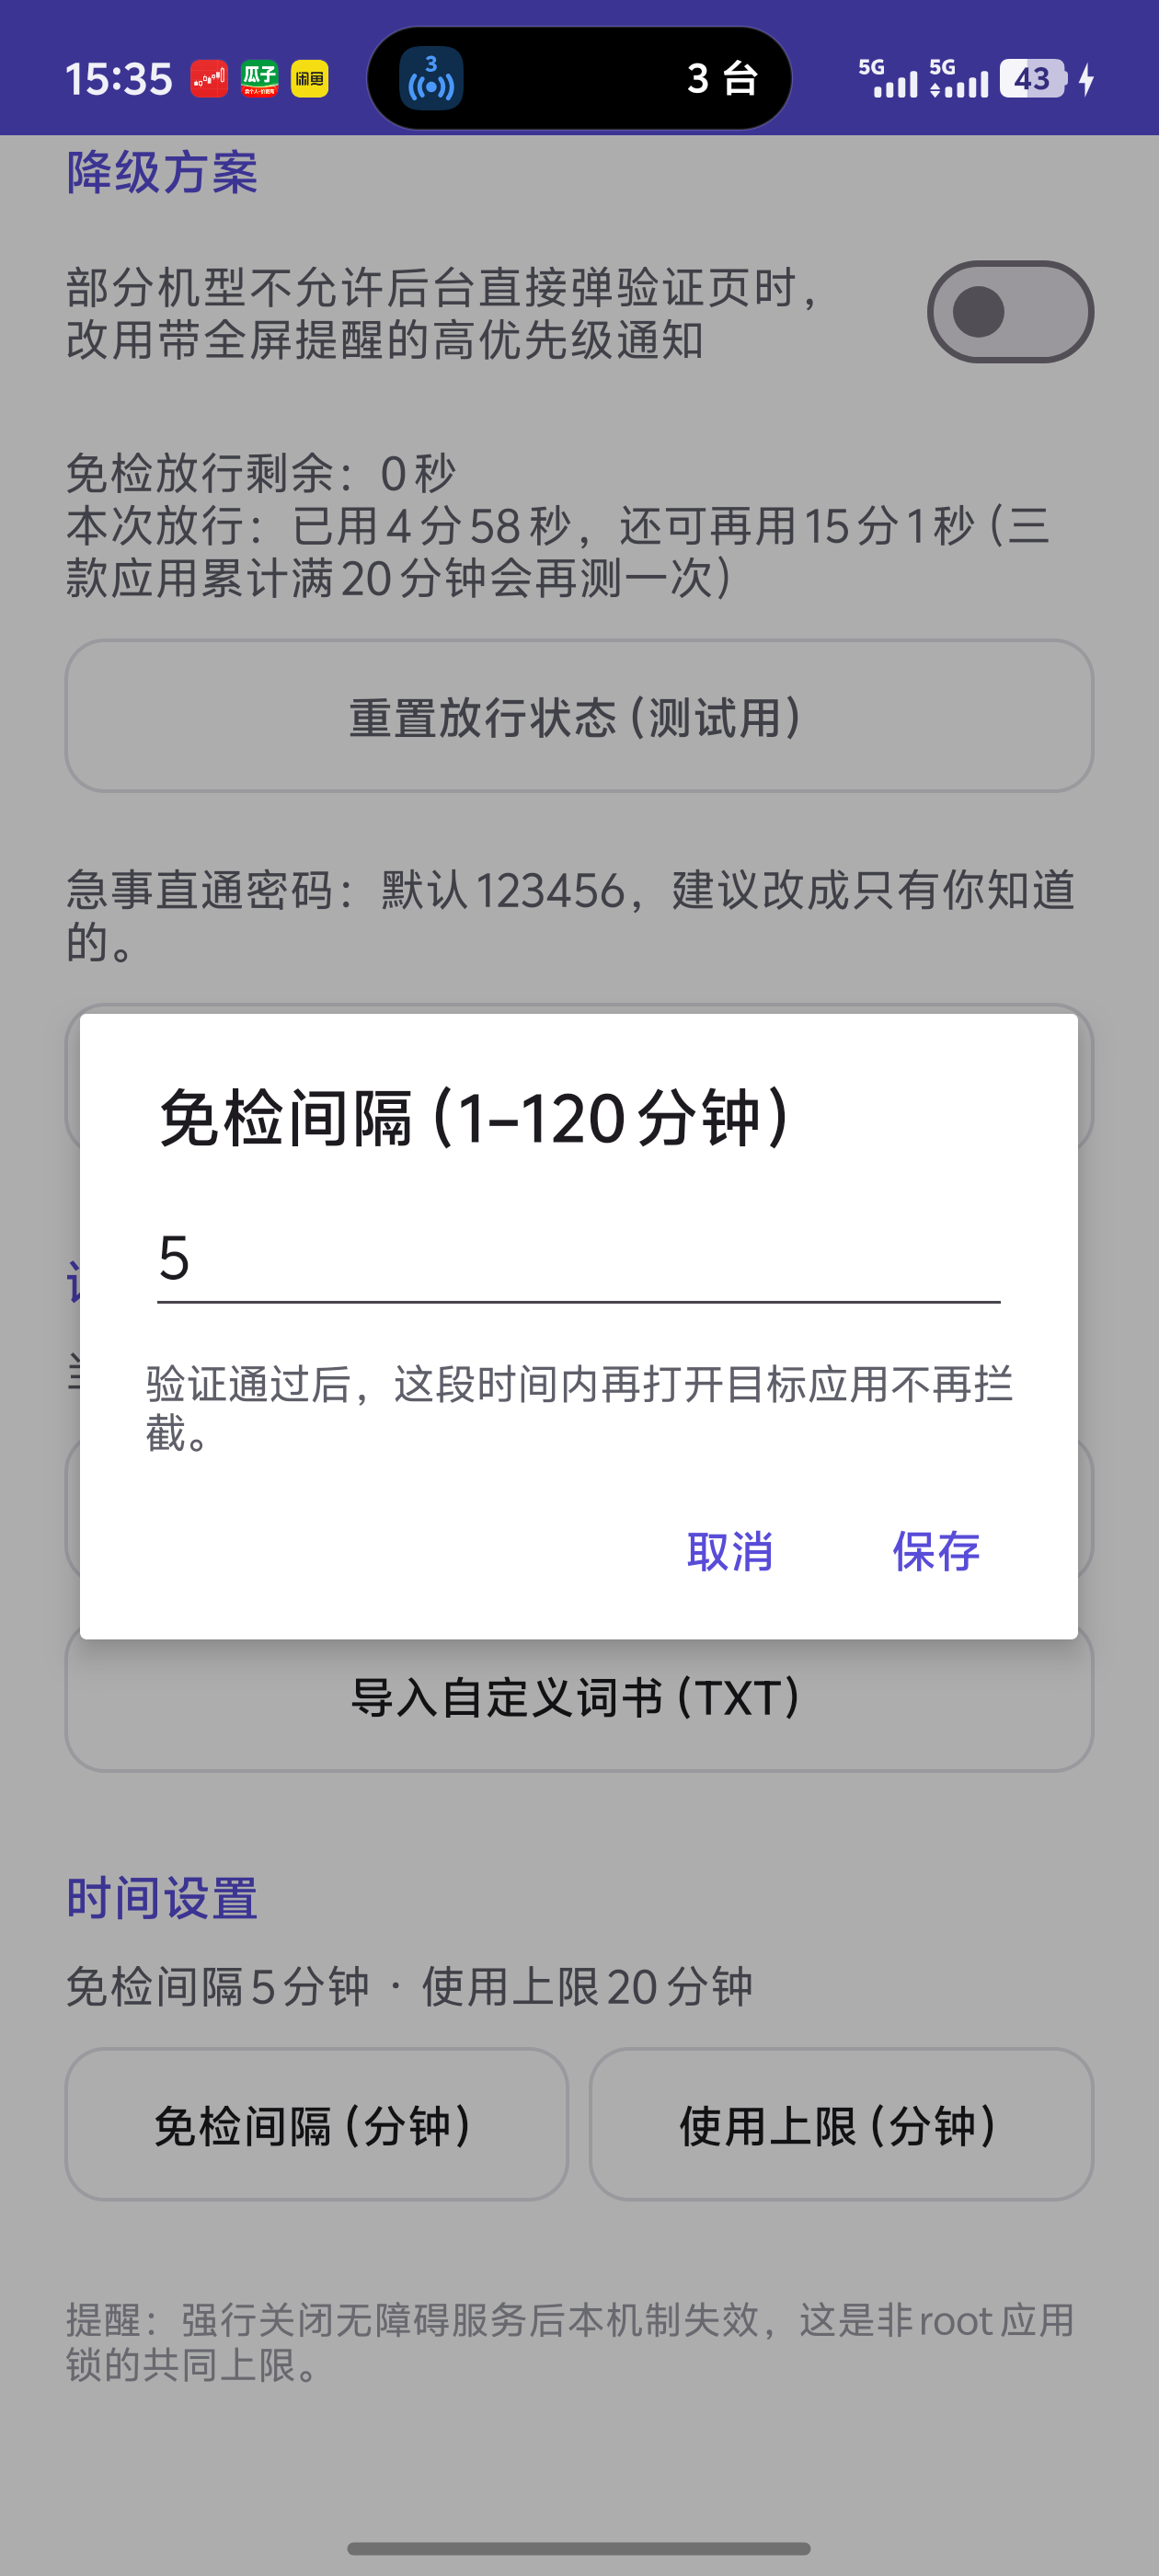 15:35
瓜子
闲鱼
3
3 台
5G
5G
43
降级方案
部分机型不允许后台直接弹验证页时，
改用带全屏提醒的高优先级通知
免检放行剩余：0 秒
本次放行：已用 4 分 58 秒，还可再用 15 分 1 秒（三
款应用累计满 20 分钟会再测一次）
重置放行状态（测试用）
急事直通密码：默认 123456，建议改成只有你知道
的。
免检间隔（1–120 分钟）
5
验证通过后，这段时间内再打开目标应用不再拦
截。
取消
保存
导入自定义词书（TXT）
时间设置
免检间隔 5 分钟 · 使用上限 20 分钟
免检间隔（分钟）
使用上限（分钟）
提醒：强行关闭无障碍服务后本机制失效，这是非 root 应用
锁的共同上限。